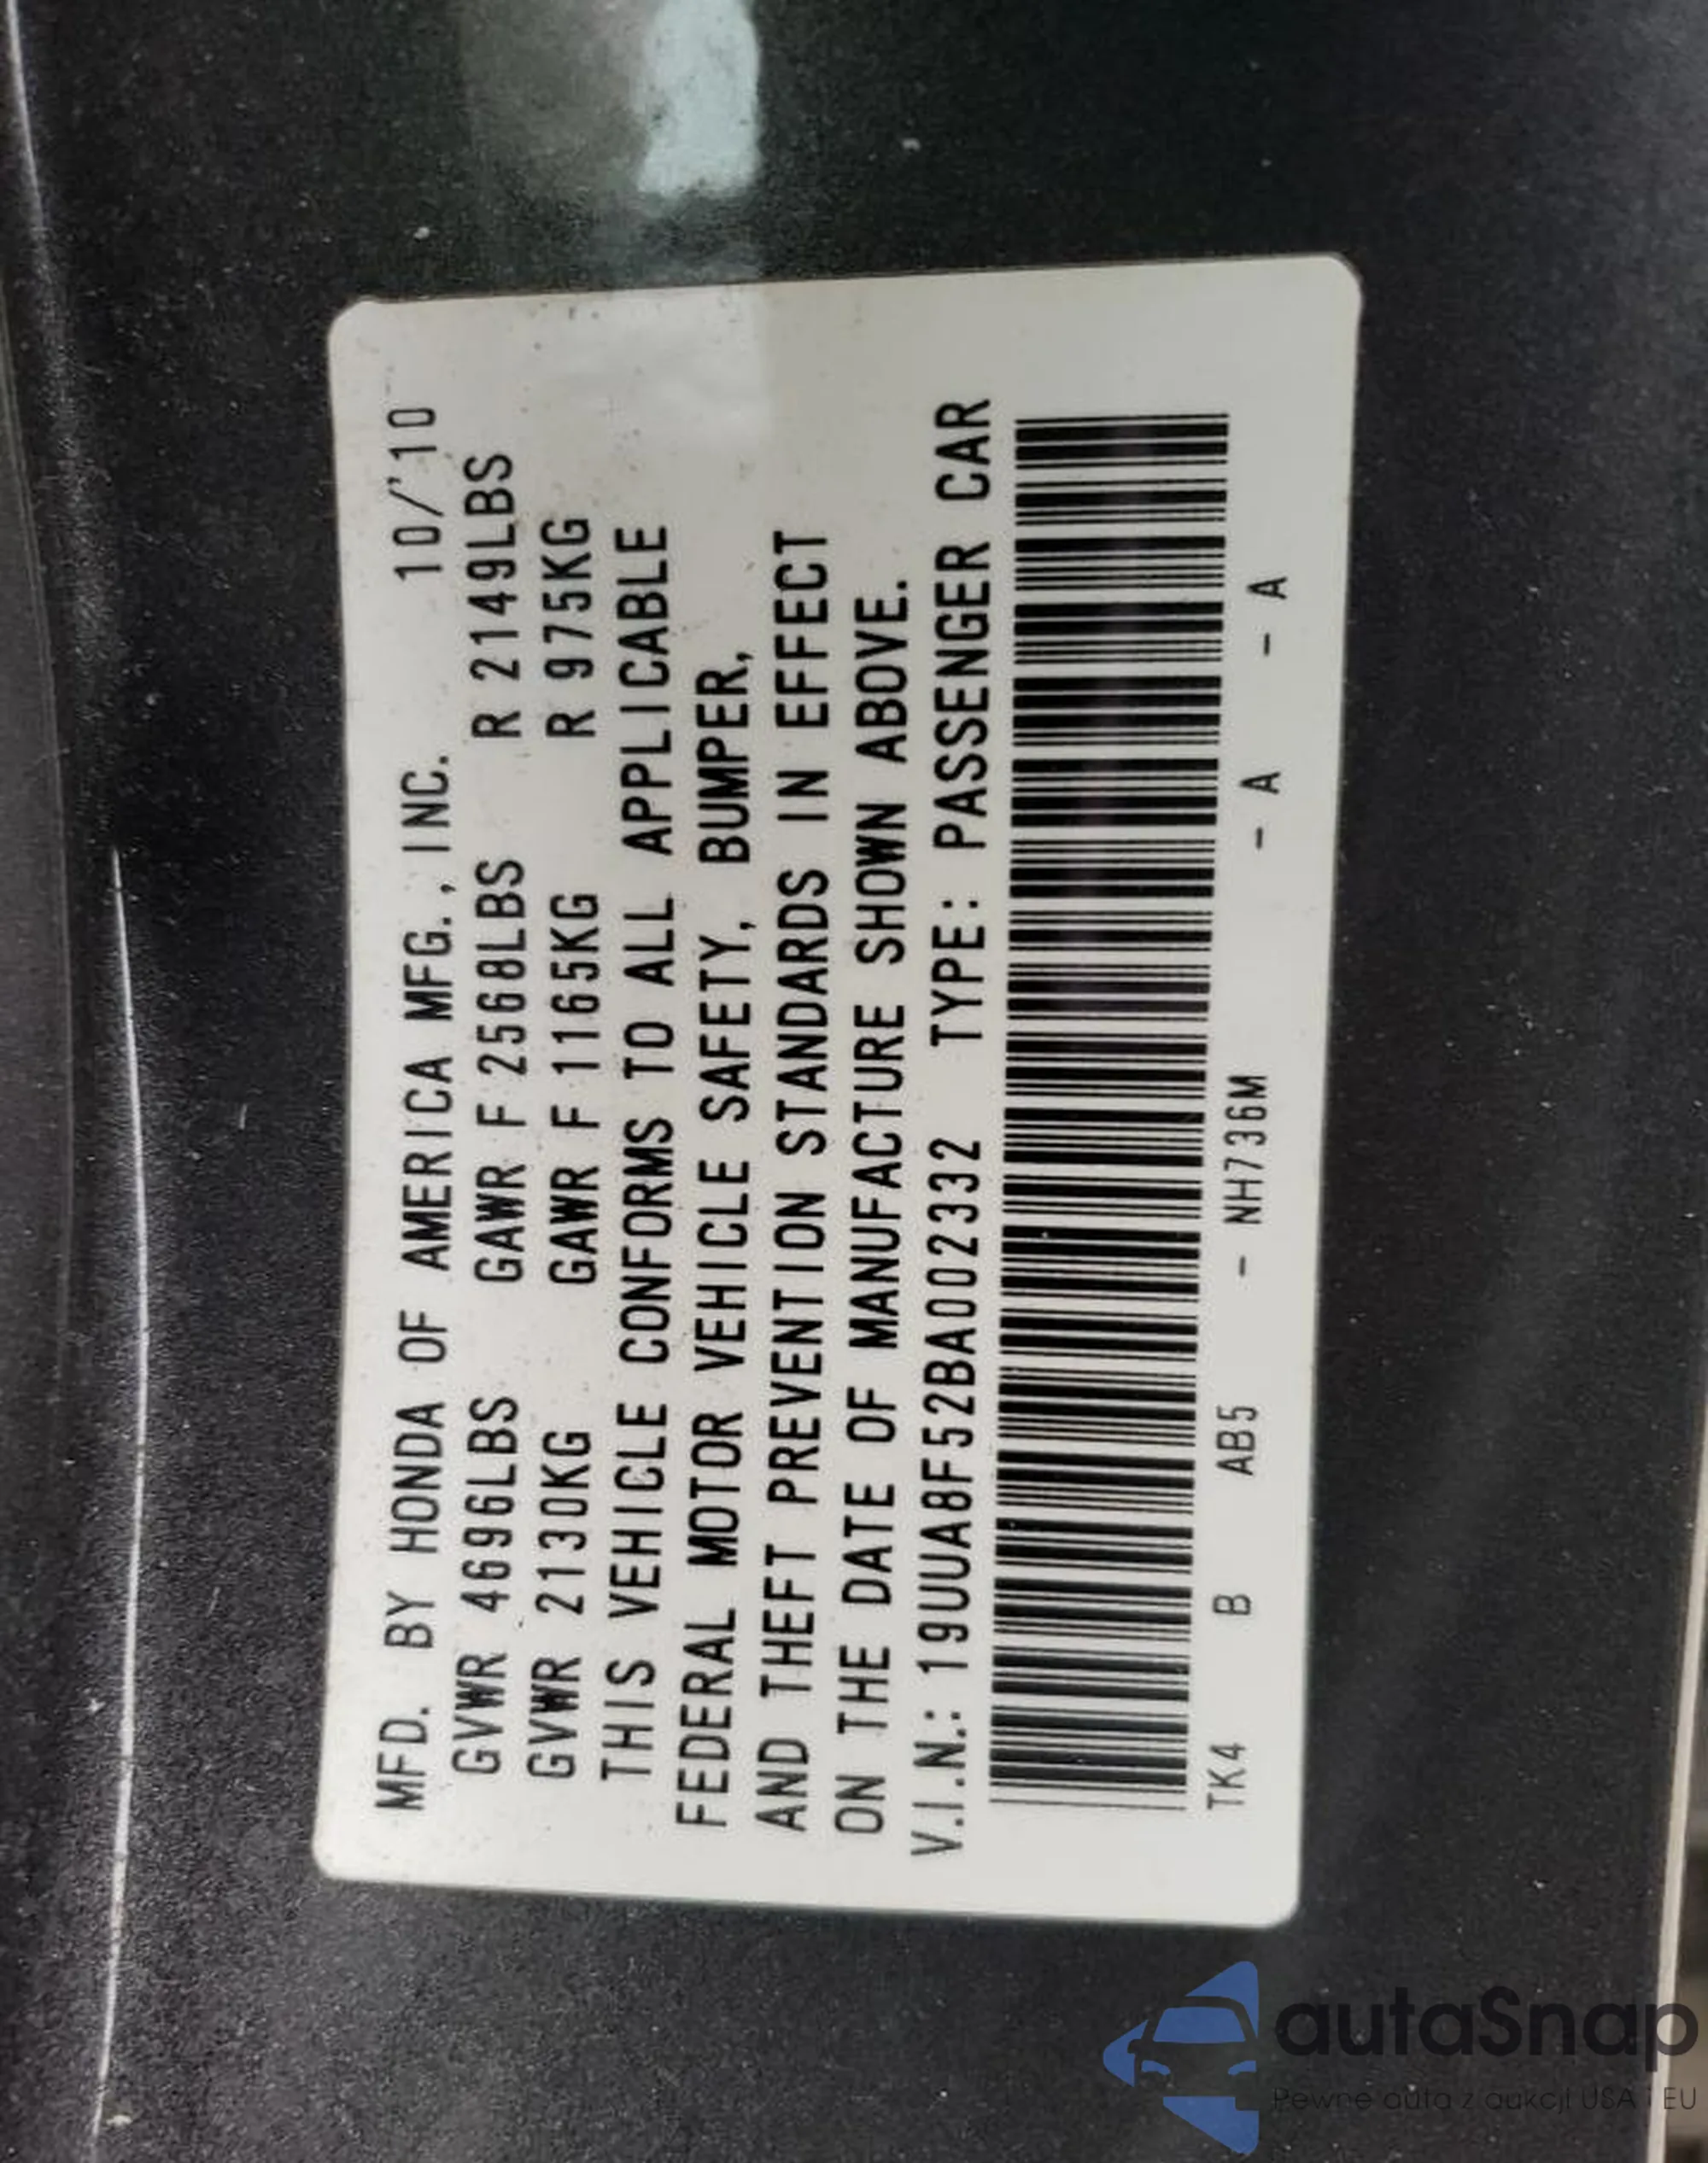 MFD. BY HONDA OF AMERICA MFG., INC. 10/'10
GVWR 4696LBS GAWR F 2568LBS R 2149LBS
GVWR 2130KG GAWR F 1165KG R 975KG
THIS VEHICLE CONFORMS TO ALL APPLICABLE
FEDERAL MOTOR VEHICLE SAFETY, BUMPER,
AND THEFT PREVENTION STANDARDS IN EFFECT
ON THE DATE OF MANUFACTURE SHOWN ABOVE.
V.I.N.: 19UUA8F52BA002332 TYPE: PASSENGER CAR
TK4 B AB5 - NH736M - A - A
autaSnap
Pewne auta z aukcji USA i EU